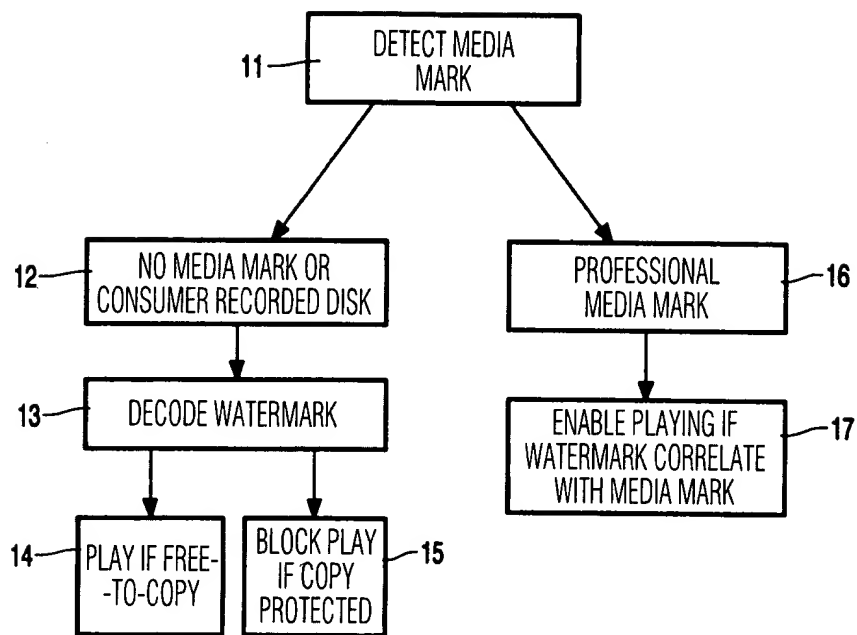 11
DETECT MEDIA
MARK
12
NO MEDIA MARK OR
CONSUMER RECORDED DISK
PROFESSIONAL
MEDIA MARK
16
13
DECODE WATERMARK
ENABLE PLAYING IF
WATERMARK CORRELATE
WITH MEDIA MARK
17
14
PLAY IF FREE-
-TO-COPY
BLOCK PLAY
IF COPY
PROTECTED
15